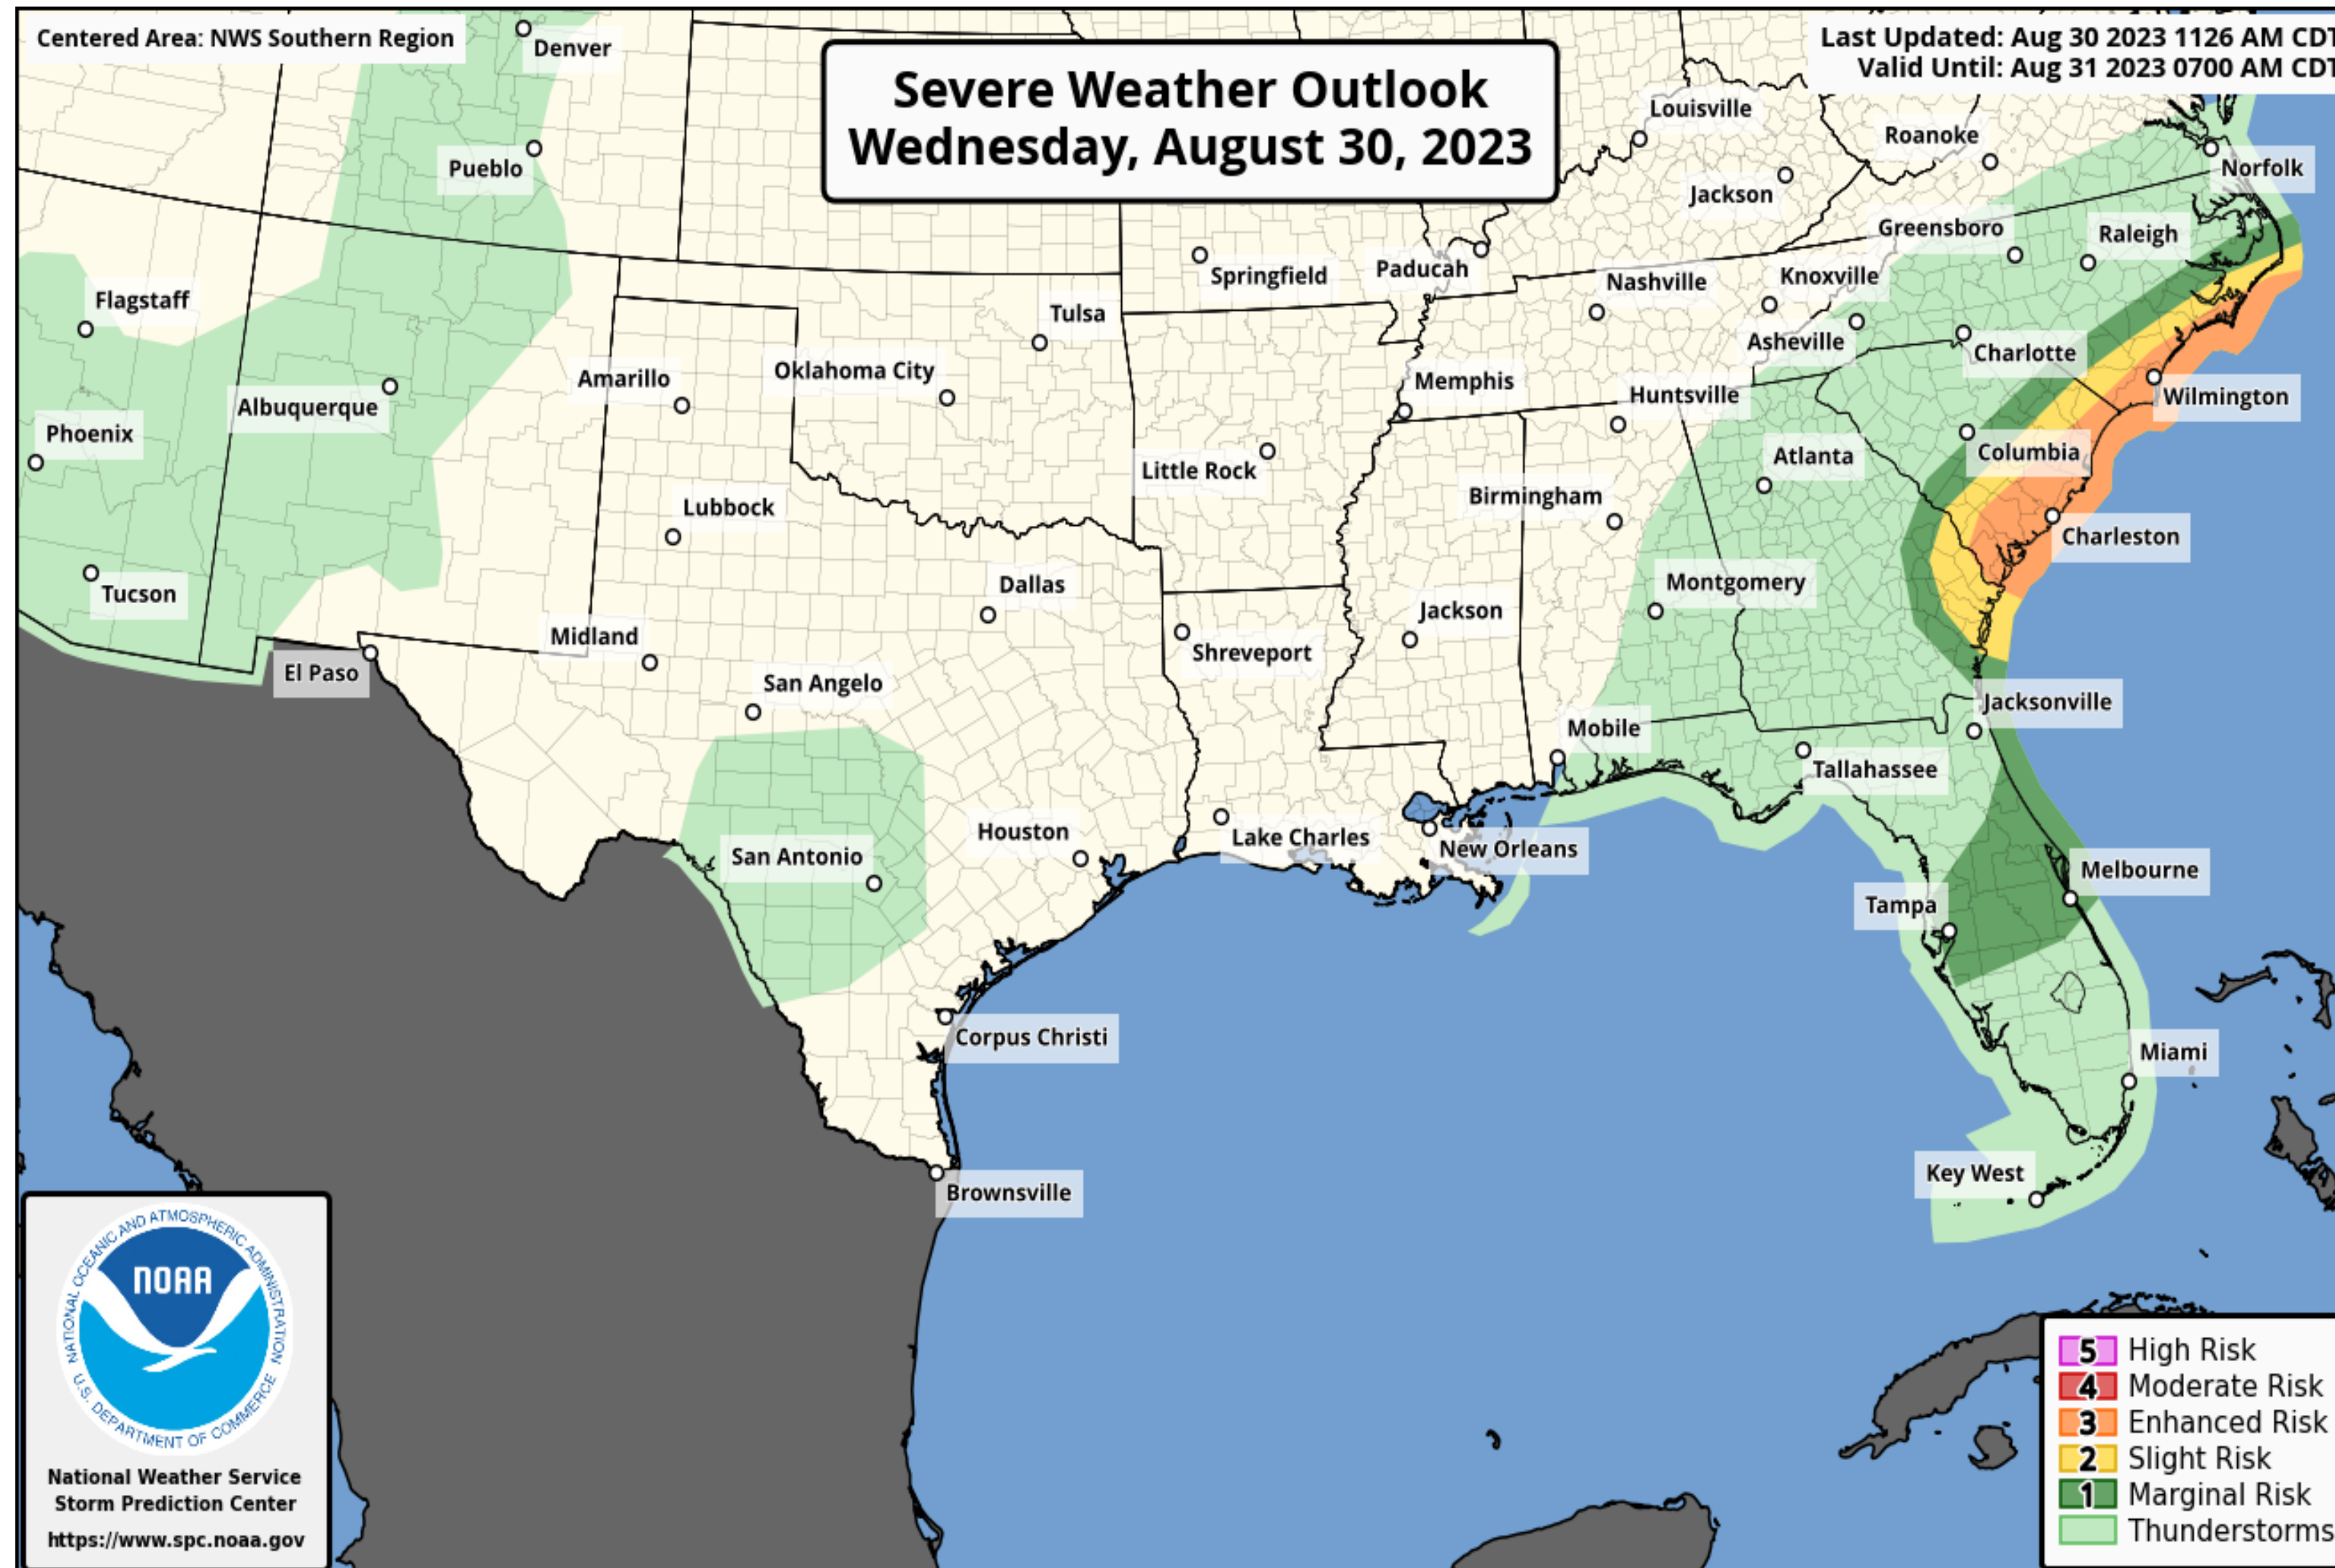 Centered Area: NWS Southern Region
Severe Weather Outlook
Wednesday, August 30, 2023
Last Updated: Aug 30 2023 1126 AM CDT
Valid Until: Aug 31 2023 0700 AM CDT
Denver
Pueblo
Louisville
Roanoke
Norfolk
Jackson
Greensboro
Raleigh
Springfield
Paducah
Nashville
Knoxville
Flagstaff
Tulsa
Asheville
Charlotte
Albuquerque
Amarillo
Oklahoma City
Memphis
Huntsville
Wilmington
Phoenix
Little Rock
Atlanta
Columbia
Lubbock
Birmingham
Charleston
Tucson
Dallas
Montgomery
Midland
Jackson
El Paso
San Angelo
Shreveport
Jacksonville
Mobile
Tallahassee
San Antonio
Houston
Lake Charles
New Orleans
Melbourne
Tampa
Corpus Christi
Miami
Brownsville
Key West
NATIONAL OCEANIC AND ATMOSPHERIC ADMINISTRATION
NOAA
U.S. DEPARTMENT OF COMMERCE
National Weather Service
Storm Prediction Center
https://www.spc.noaa.gov
5 High Risk
4 Moderate Risk
3 Enhanced Risk
2 Slight Risk
1 Marginal Risk
Thunderstorms